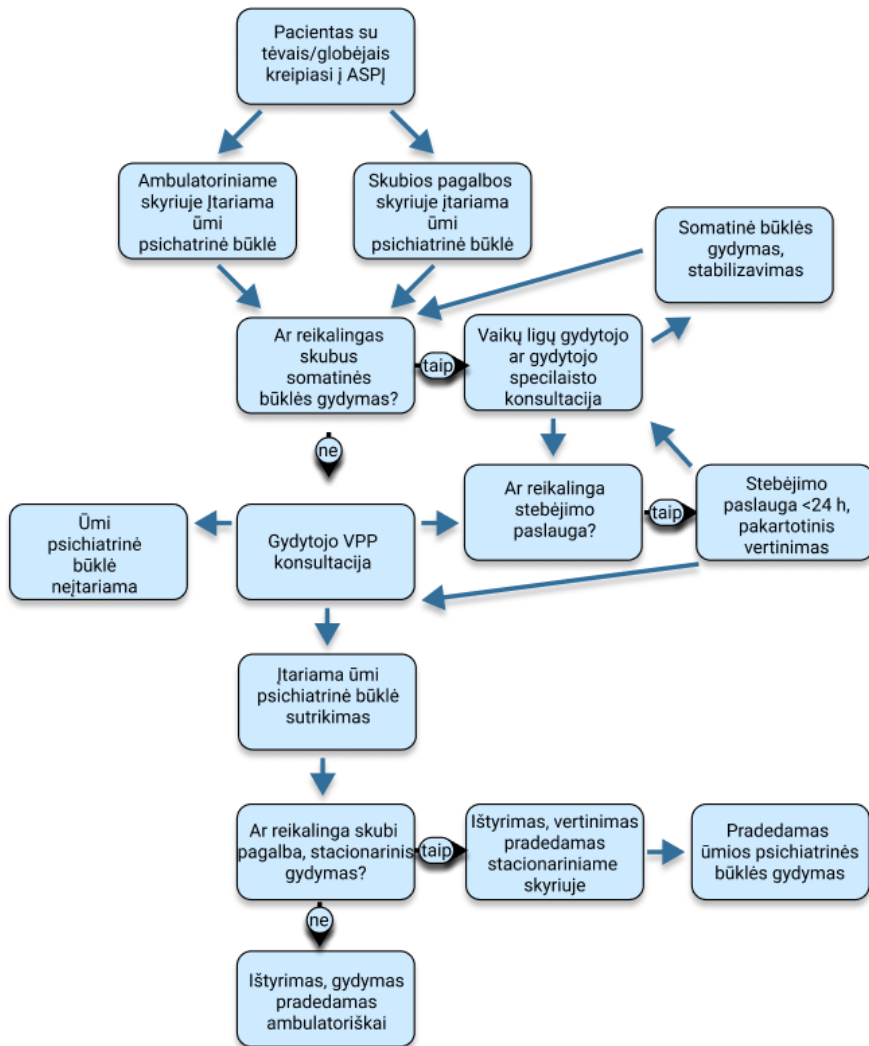 Pacientas su
tėvais/globėjais
kreipiasi į ASPĮ
Ambulatoriniame
skyriuje Įtariama
ūmi
psichatrinė būklė
Skubios pagalbos
skyriuje įtariama
ūmi
psichiatrinė būklė
Somatinė būklės
gydymas,
stabilizavimas
Ar reikalingas
skubus
somatinės
būklės gydymas?
taip
Vaikų ligų gydytojo
ar gydytojo
specilaisto
konsultacija
ne
Ar reikalinga
stebėjimo
paslauga?
taip
Stebėjimo
paslauga <24 h,
pakartotinis
vertinimas
Ūmi
psichiatrinė
būklė
neįtariama
Gydytojo VPP
konsultacija
Įtariama ūmi
psichiatrinė būklė
sutrikimas
Ar reikalinga skubi
pagalba, stacionarinis
gydymas?
taip
Ištyrimas, vertinimas
pradedamas
stacionariniame
skyriuje
Pradedamas
ūmios psichiatrinės
būklės gydymas
ne
Ištyrimas, gydymas
pradedamas
ambulatoriškai